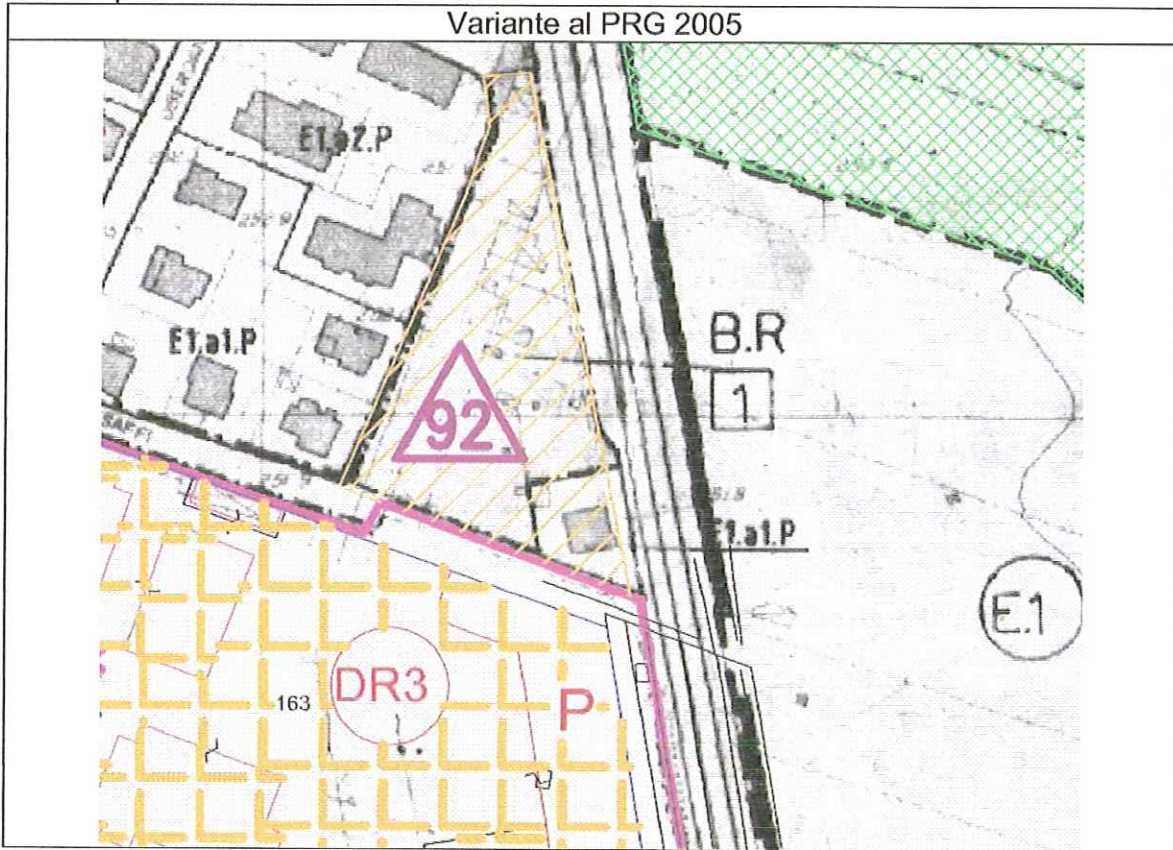 Variante al PRG 2005
E1.a2.P
E1.a1.P
B.R
1
92
SAFFI
E1.a1.P
E.1
DR3
163
P